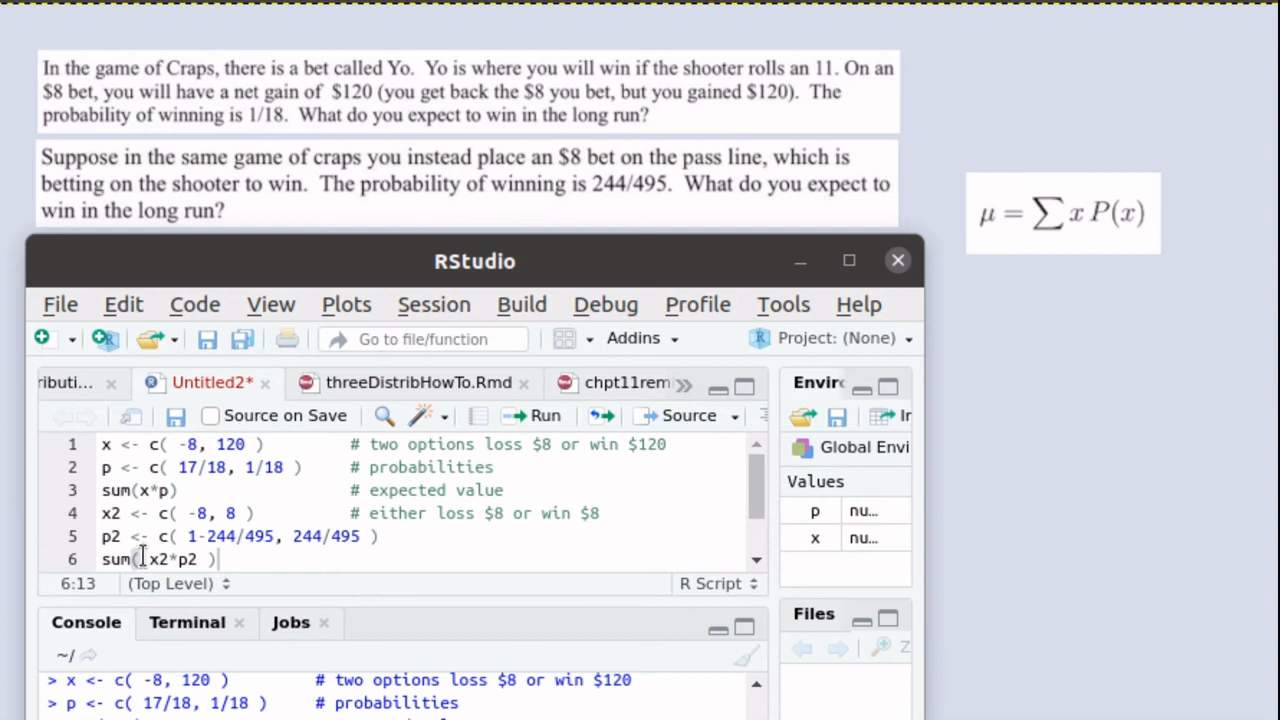 In the game of Craps, there is a bet called Yo. Yo is where you will win if the shooter rolls an 11. On an
$8 bet, you will have a net gain of $120 (you get back the $8 you bet, but you gained $120). The
probability of winning is 1/18. What do you expect to win in the long run?
Suppose in the same game of craps you instead place an $8 bet on the pass line, which is
betting on the shooter to win. The probability of winning is 244/495. What do you expect to
win in the long run?
μ = ∑ x P(x)
RStudio
File Edit Code View Plots Session Build Debug Profile Tools Help
Go to file/function Addins Project: (None)
ributi... Untitled2* threeDistribHowTo.Rmd chpt11rem
Source on Save Run Source
1 x <- c( -8, 120 ) # two options loss $8 or win $120
2 p <- c( 17/18, 1/18 ) # probabilities
3 sum(x*p) # expected value
4 x2 <- c( -8, 8 ) # either loss $8 or win $8
5 p2 <- c( 1-244/495, 244/495 )
6 sum( x2*p2 )
6:13 (Top Level) R Script
Console Terminal Jobs
~/
> x <- c( -8, 120 ) # two options loss $8 or win $120
> p <- c( 17/18, 1/18 ) # probabilities
Envir
Global Envi
Values
p nu...
x nu...
Files